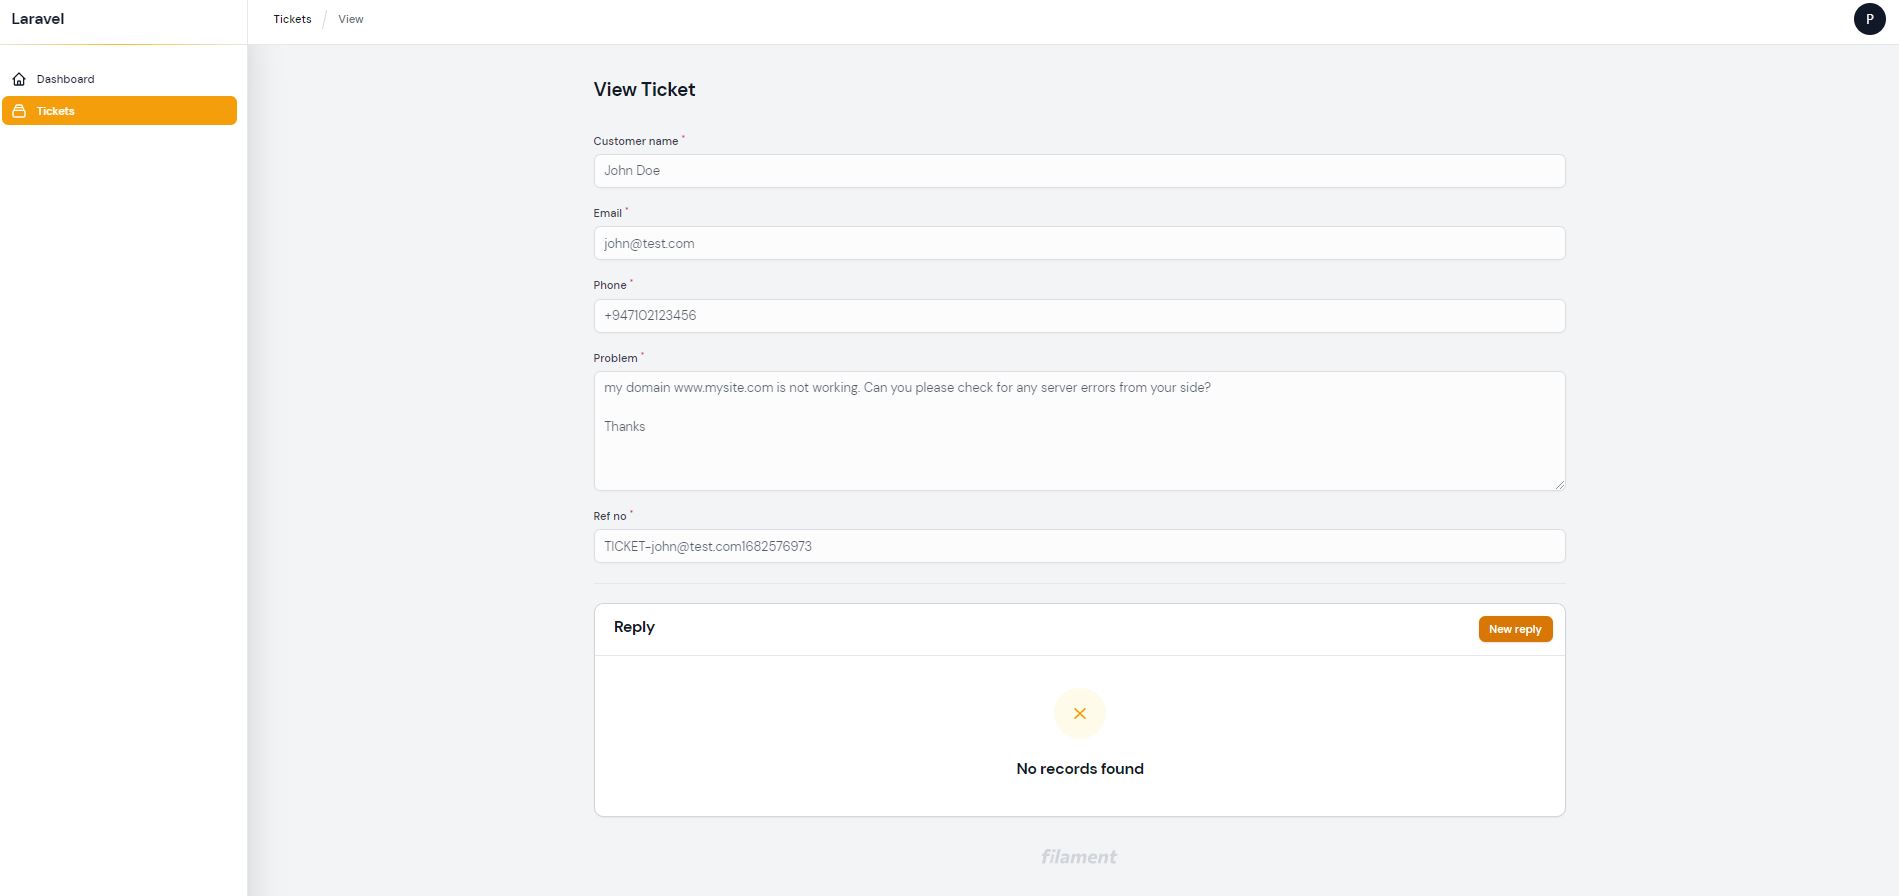 Laravel
Tickets / View
P
Dashboard
Tickets
View Ticket
Customer name *
John Doe
Email *
john@test.com
Phone *
+947102123456
Problem *
my domain www.mysite.com is not working. Can you please check for any server errors from your side?
Thanks
Ref no *
TICKET-john@test.com1682576973
Reply
New reply
No records found
filament